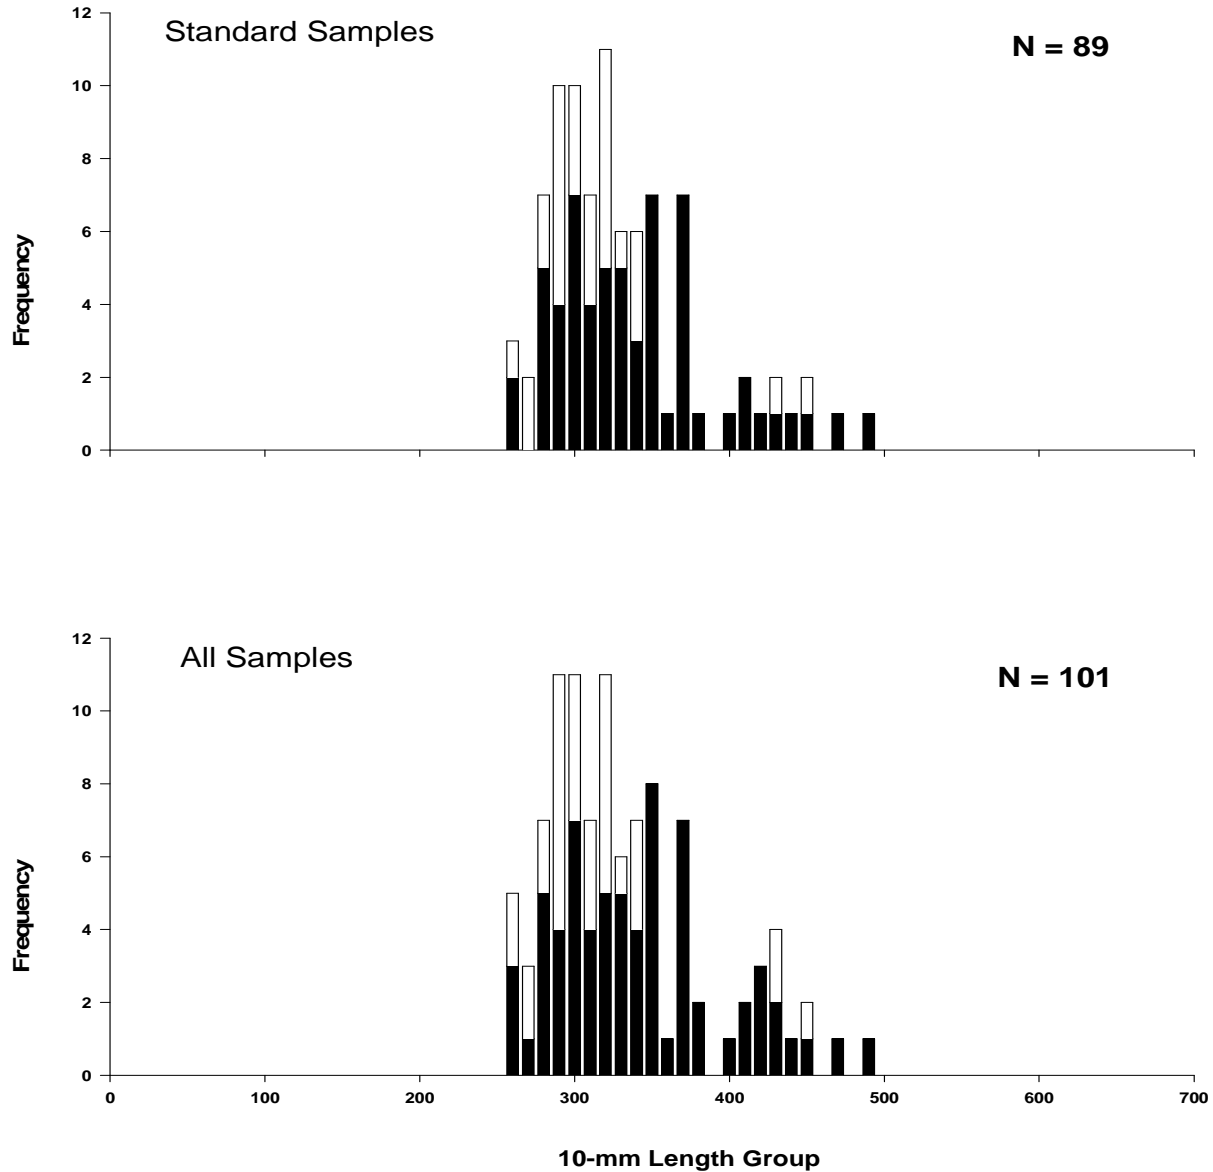 Standard Samples
N = 89
12
10
8
6
4
2
0
Frequency
All Samples
N = 101
12
10
8
6
4
2
0
Frequency
0 100 200 300 400 500 600 700
10-mm Length Group